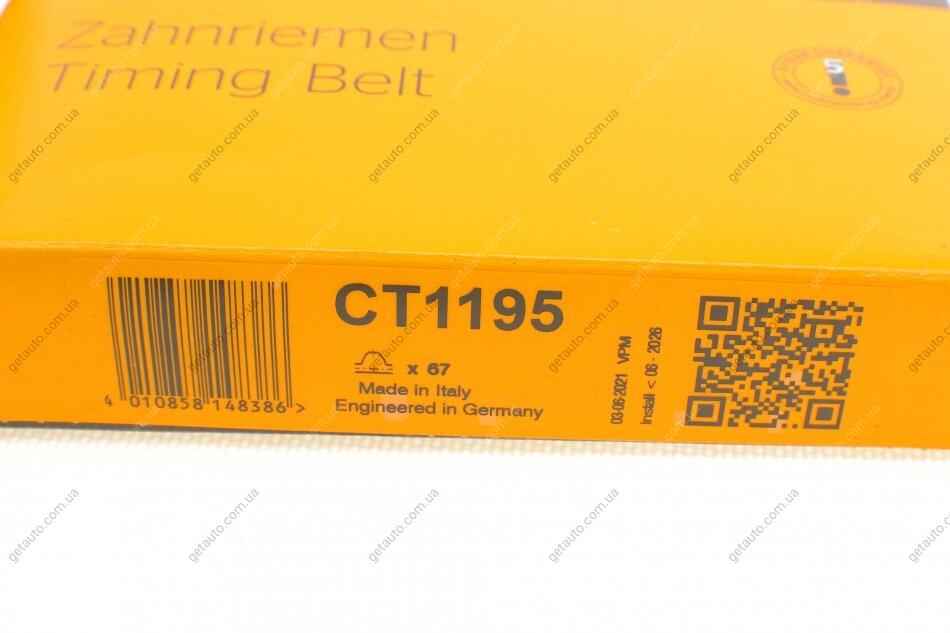 Zahnriemen
Timing Belt
5
CT1195
x 67
Made in Italy
Engineered in Germany
4 010858 148386 >
03-06-2021 VPM
Install < 06 - 2026
getauto.com.ua